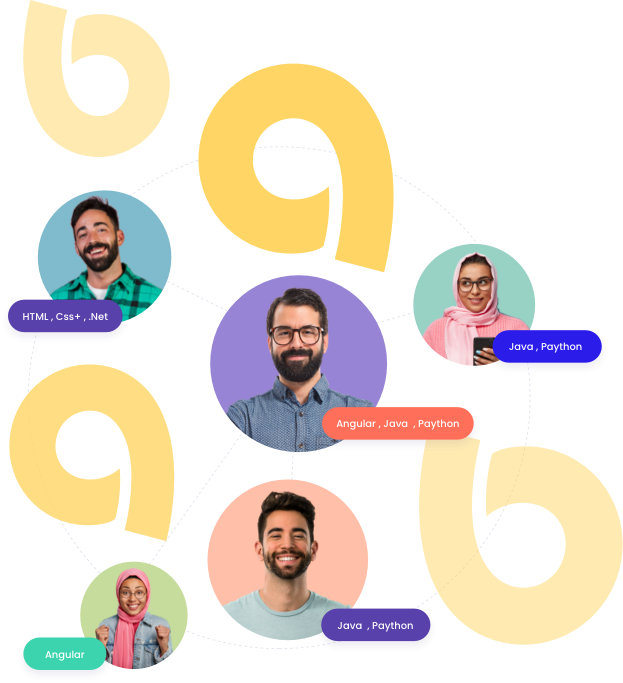 HTML , Css+ , .Net
Java , Paython
Angular , Java , Paython
Java , Paython
Angular